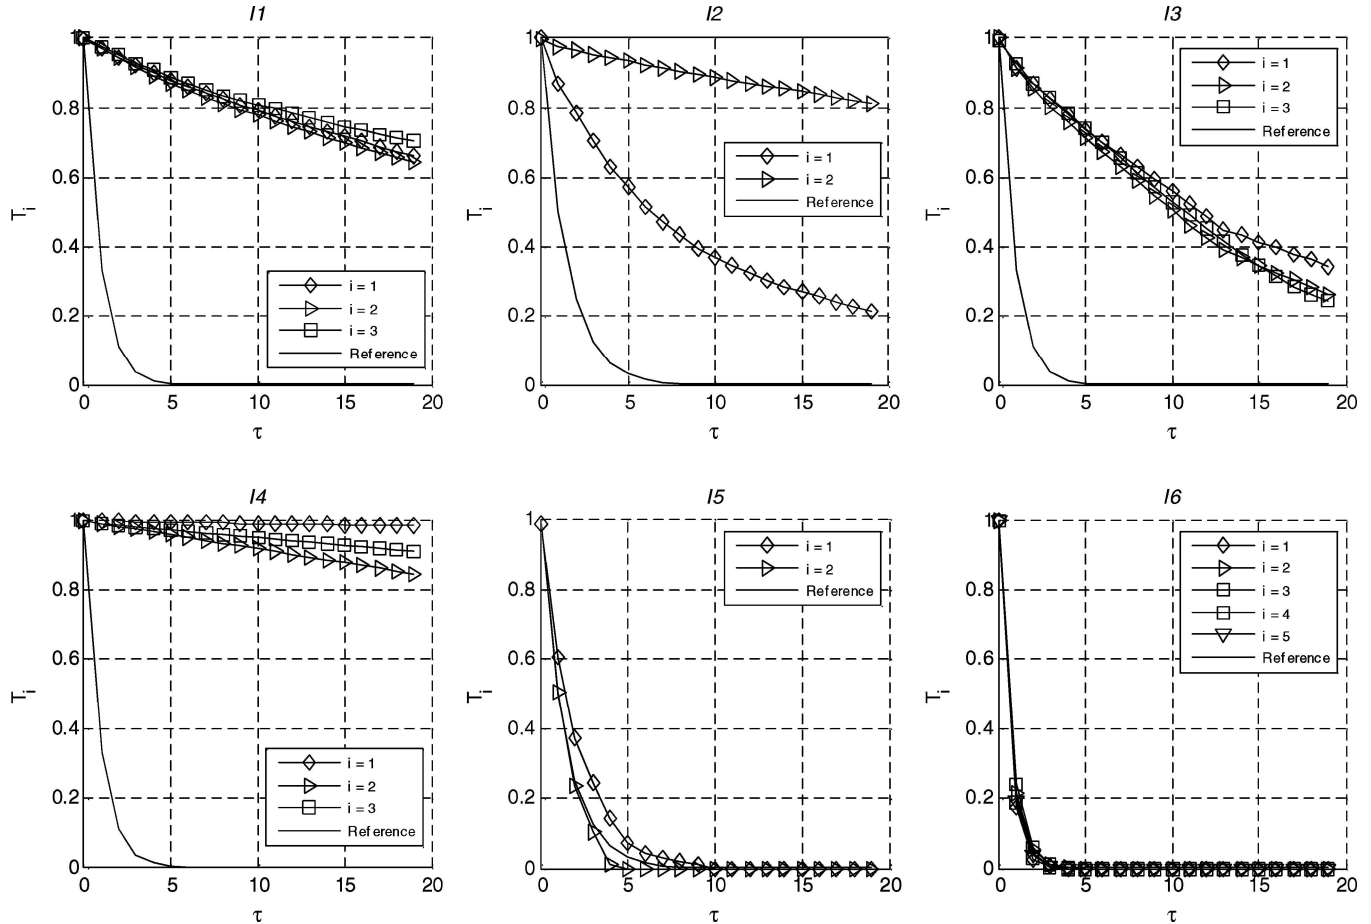 I1
1
0.8
0.6
0.4
0.2
0
0 5 10 15 20
T_i
τ
i = 1
i = 2
i = 3
Reference
I2
1
0.8
0.6
0.4
0.2
0
0 5 10 15 20
T_i
τ
i = 1
i = 2
Reference
I3
1
0.8
0.6
0.4
0.2
0
0 5 10 15 20
T_i
τ
i = 1
i = 2
i = 3
Reference
I4
1
0.8
0.6
0.4
0.2
0
0 5 10 15 20
T_i
τ
i = 1
i = 2
i = 3
Reference
I5
1
0.8
0.6
0.4
0.2
0
0 5 10 15 20
T_i
τ
i = 1
i = 2
Reference
I6
1
0.8
0.6
0.4
0.2
0
0 5 10 15 20
T_i
τ
i = 1
i = 2
i = 3
i = 4
i = 5
Reference